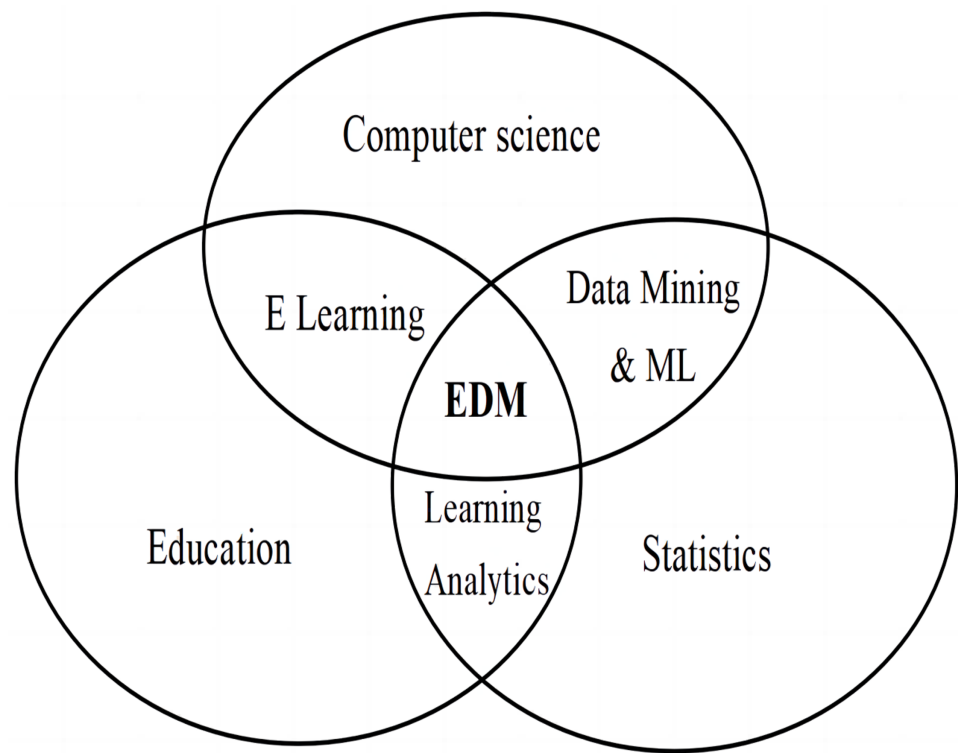 Computer science
E Learning
Data Mining
& ML
EDM
Learning
Analytics
Education
Statistics